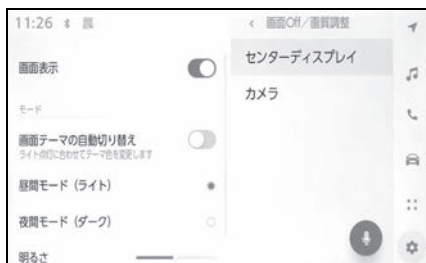 11:26
画面表示
モード
画面テーマの自動切り替え
ライト点灯に合わせてテーマ色を変更します
昼間モード（ライト）
夜間モード（ダーク）
明るさ
< 画面Off／画質調整
センターディスプレイ
カメラ